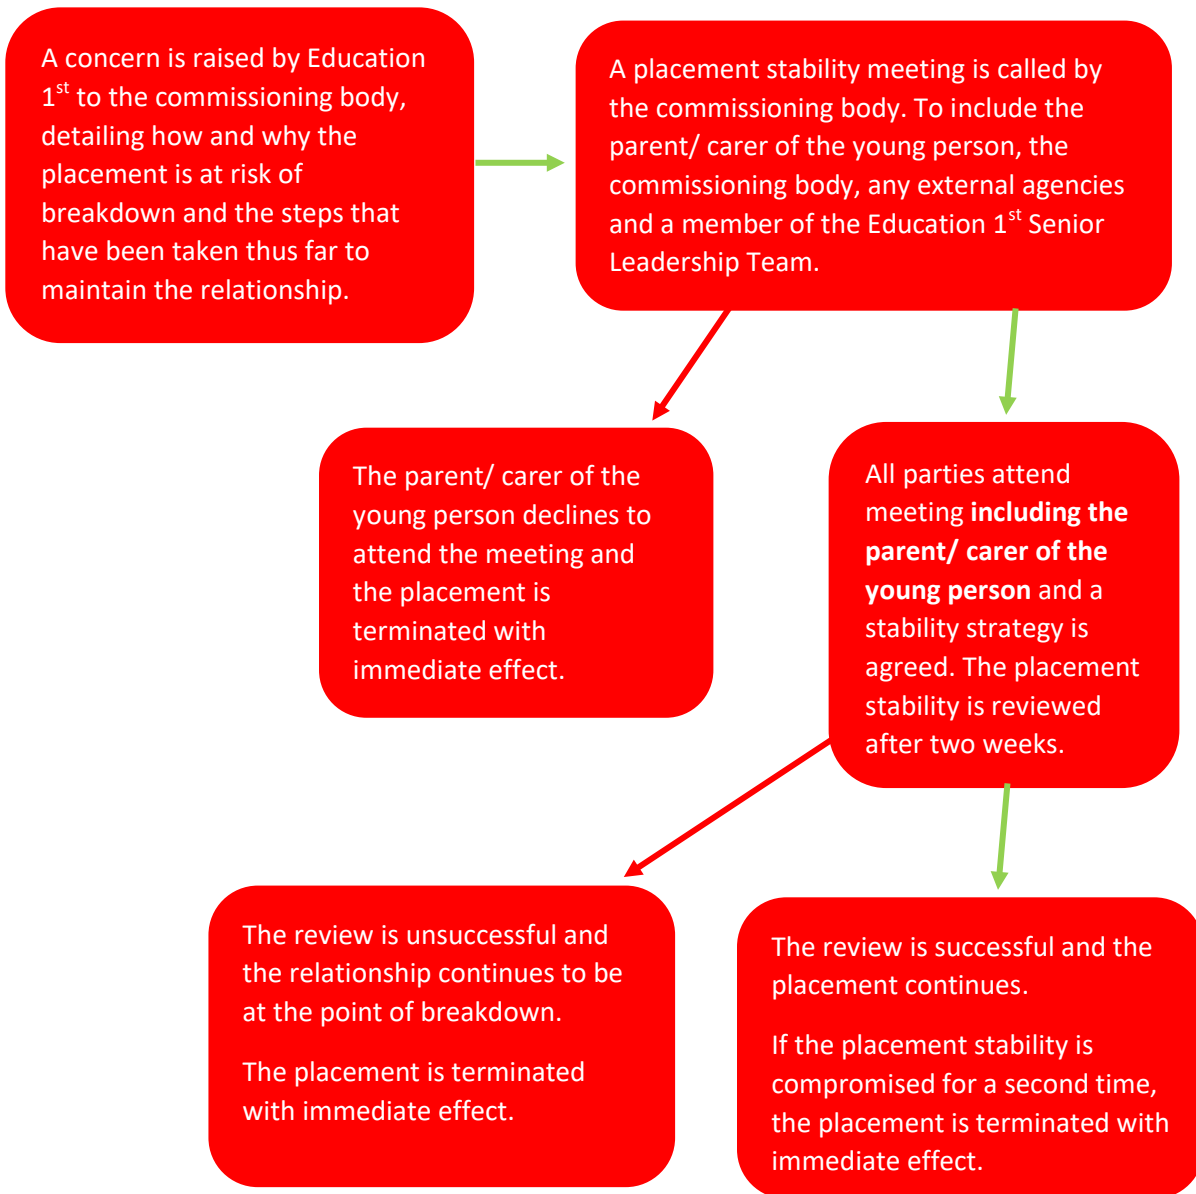 A concern is raised by Education
1st to the commissioning body,
detailing how and why the
placement is at risk of
breakdown and the steps that
have been taken thus far to
maintain the relationship.
A placement stability meeting is called by
the commissioning body. To include the
parent/ carer of the young person, the
commissioning body, any external agencies
and a member of the Education 1st Senior
Leadership Team.
The parent/ carer of the
young person declines to
attend the meeting and
the placement is
terminated with
immediate effect.
All parties attend
meeting including the
parent/ carer of the
young person and a
stability strategy is
agreed. The placement
stability is reviewed
after two weeks.
The review is unsuccessful and
the relationship continues to be
at the point of breakdown.
The placement is terminated
with immediate effect.
The review is successful and the
placement continues.
If the placement stability is
compromised for a second time,
the placement is terminated with
immediate effect.